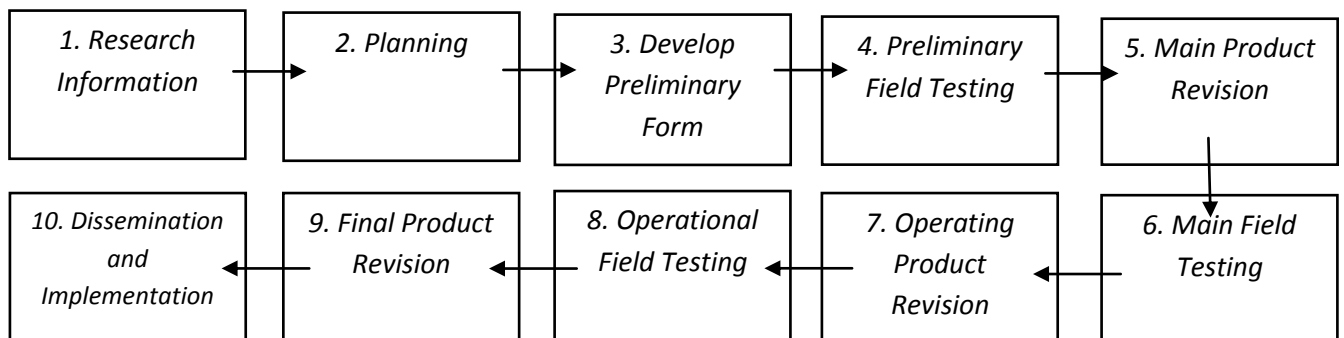 1. Research
Information
2. Planning
3. Develop
Preliminary
Form
4. Preliminary
Field Testing
5. Main Product
Revision
6. Main Field
Testing
7. Operating
Product
Revision
8. Operational
Field Testing
9. Final Product
Revision
10. Dissemination
and
Implementation